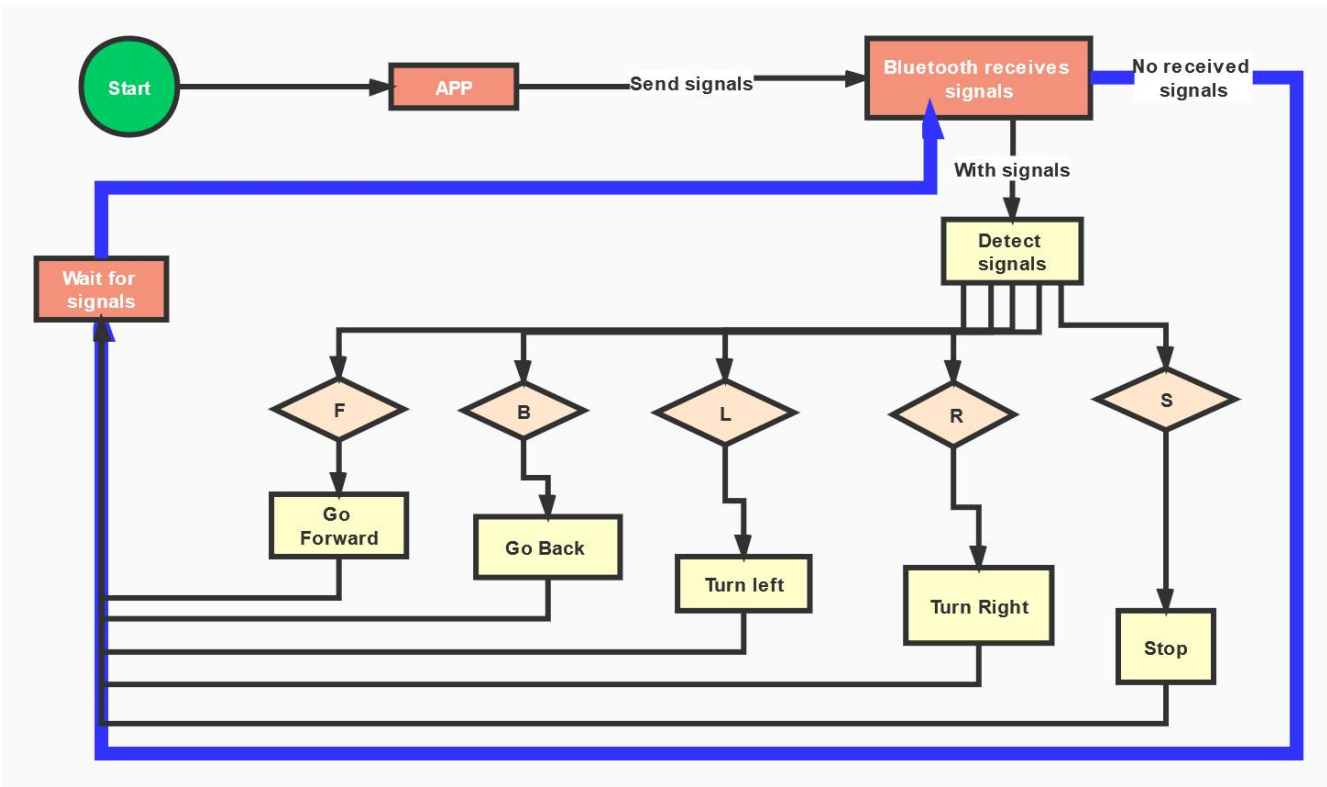 Start
APP
Send signals
Bluetooth receives
signals
No received
signals
With signals
Detect
signals
Wait for
signals
F
B
L
R
S
Go
Forward
Go Back
Turn left
Turn Right
Stop